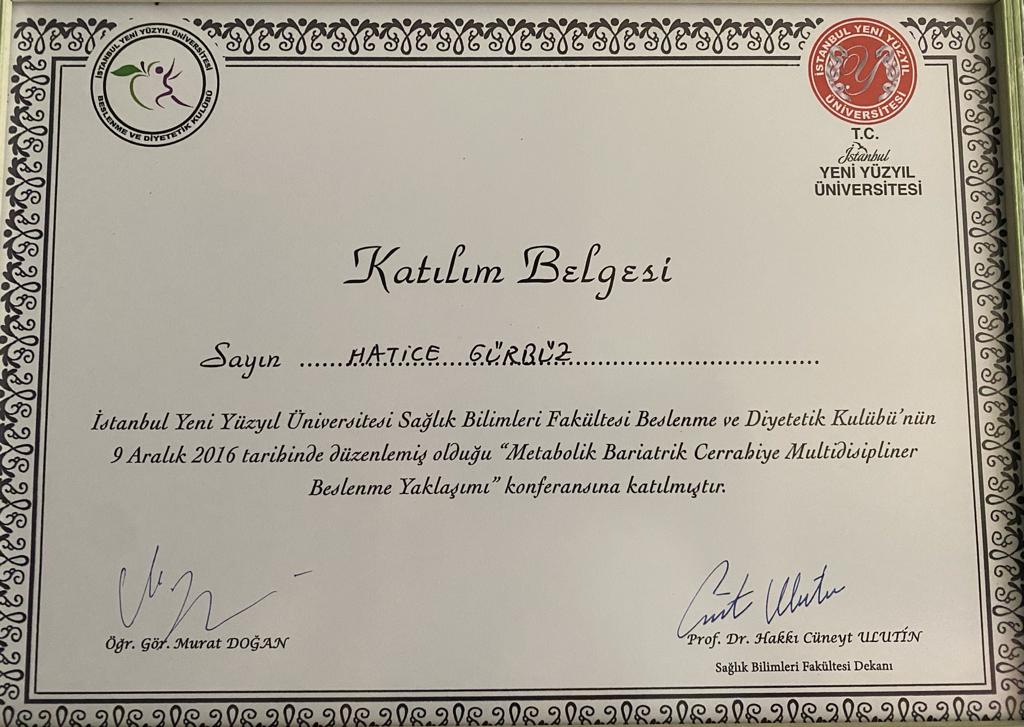 İSTANBUL YENİ YÜZYIL ÜNİVERSİTESİ
BESLENME VE DİYETETİK KULÜBÜ
İSTANBUL YENİ YÜZYIL
ÜNİVERSİTESİ
T.C.
İstanbul
YENİ YÜZYIL
ÜNİVERSİTESİ
Katılım Belgesi
Sayın ......HATİCE...GÜRBÜZ.......................................
İstanbul Yeni Yüzyıl Üniversitesi Sağlık Bilimleri Fakültesi Beslenme ve Diyetetik Kulübü'nün
9 Aralık 2016 tarihinde düzenlemiş olduğu “Metabolik Bariatrik Cerrahiye Multidisipliner
Beslenme Yaklaşımı” konferansına katılmıştır.
Öğr. Gör. Murat DOĞAN
Prof. Dr. Hakkı Cüneyt ULUTİN
Sağlık Bilimleri Fakültesi Dekanı